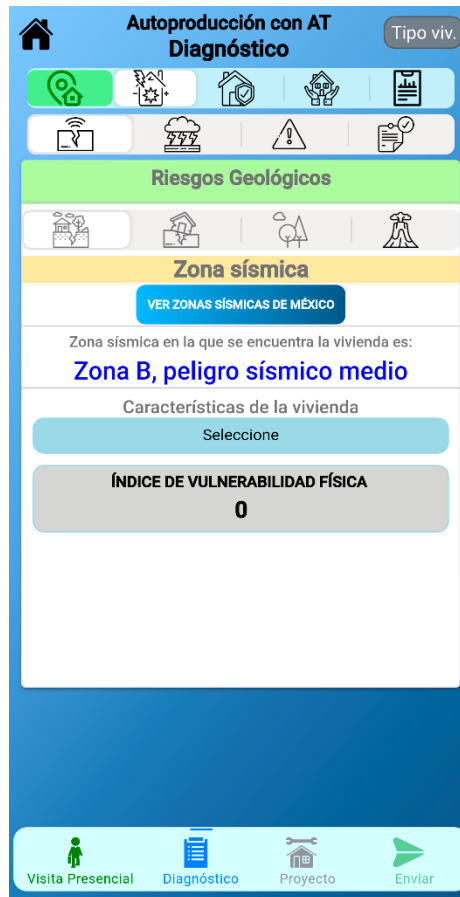 Autoproducción con AT
Diagnóstico
Tipo viv.
Riesgos Geológicos
Zona sísmica
VER ZONAS SÍSMICAS DE MÉXICO
Zona sísmica en la que se encuentra la vivienda es:
Zona B, peligro sísmico medio
Características de la vivienda
Seleccione
ÍNDICE DE VULNERABILIDAD FÍSICA
0
Visita Presencial
Diagnóstico
Proyecto
Enviar